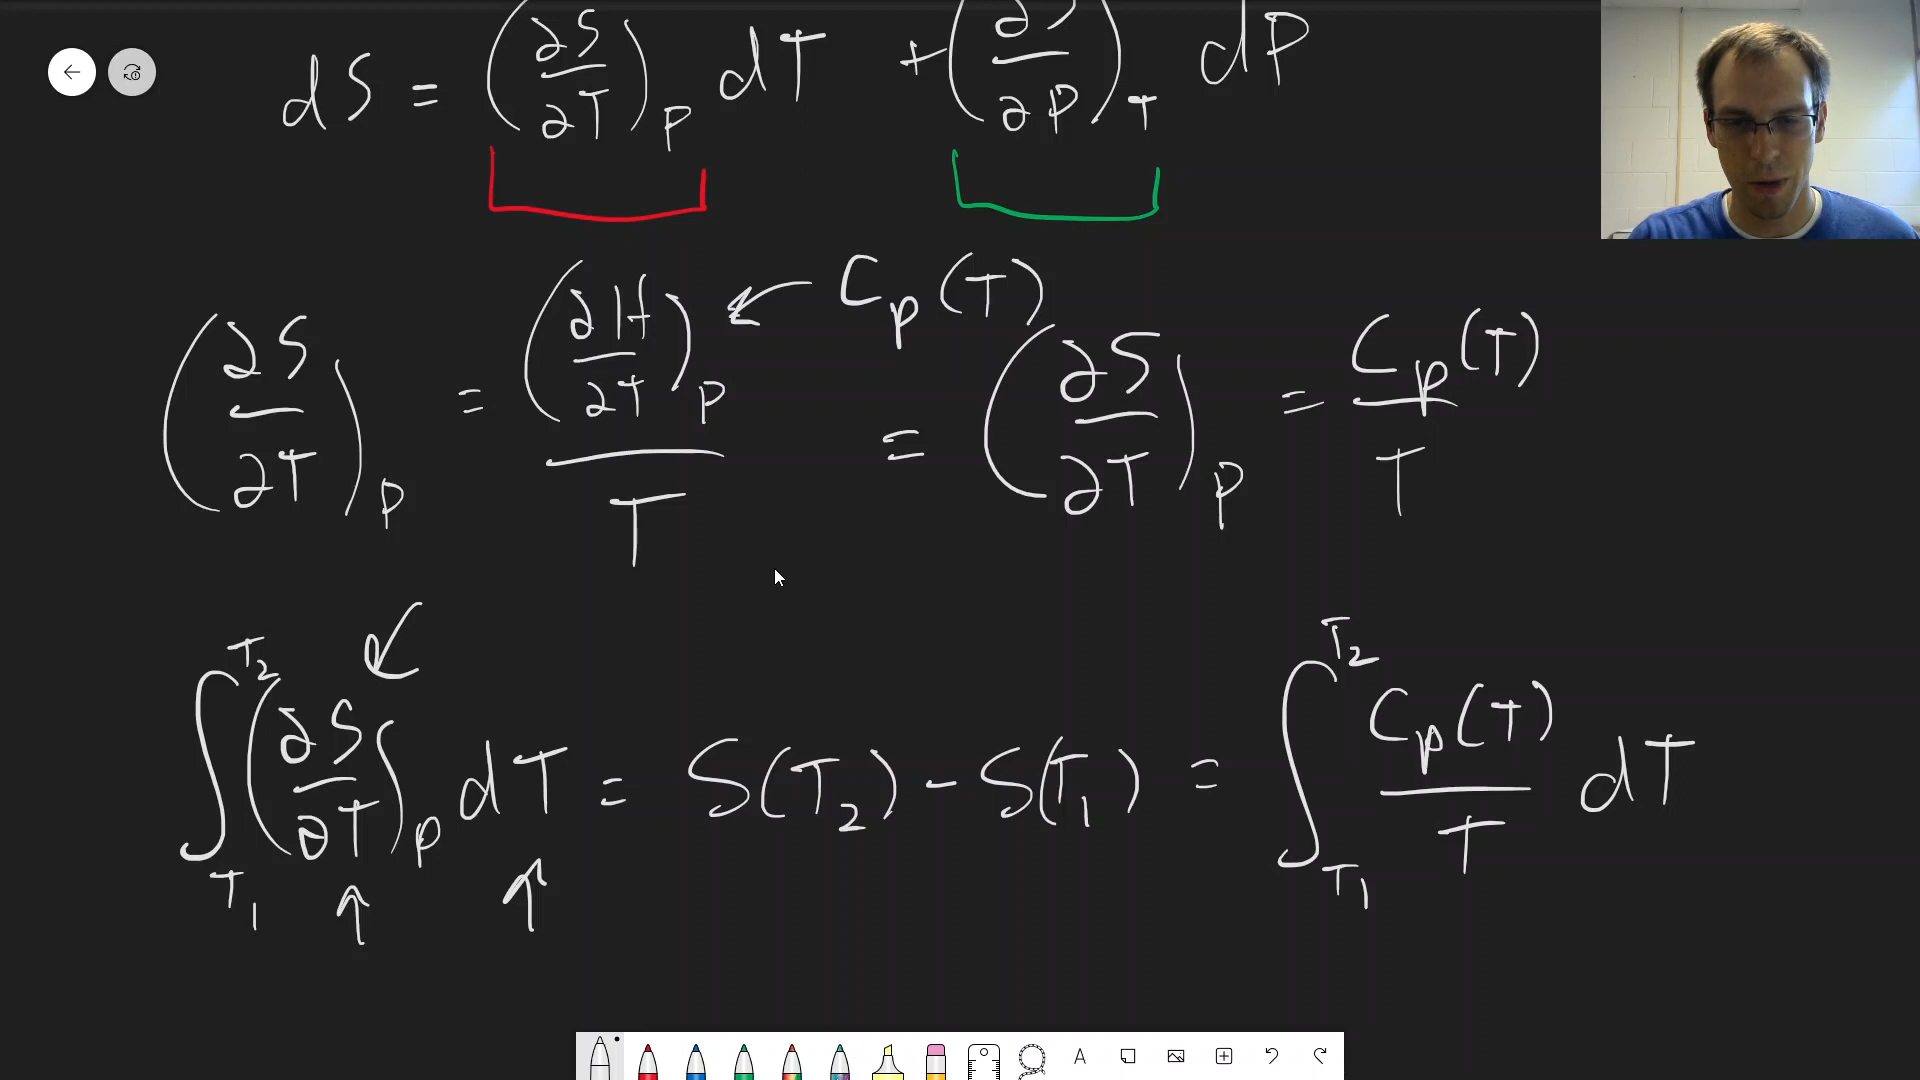 dS = (∂S/∂T)_P dT + (∂S/∂P)_T dP
(∂S/∂T)_P = (∂H/∂T)_P / T ← C_p(T) = (∂S/∂T)_P = C_p(T)/T
∫_{T_1}^{T_2} (∂S/∂T)_P dT = S(T_2) - S(T_1) = ∫_{T_1}^{T_2} C_p(T)/T dT